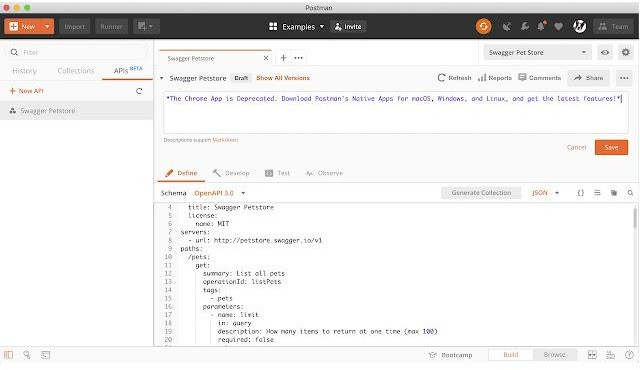 Postman
New
Import
Runner
Examples
Invite
Team
Filter
History
Collections
APIs BETA
+ New API
Swagger Petstore
Swagger Petstore
Swagger Pet Store
Swagger Petstore Draft Show All Versions
Refresh
Reports
Comments
Share
*The Chrome App is Deprecated. Download Postman's Native Apps for macOS, Windows, and Linux, and get the latest features!*
Descriptions support Markdown
Cancel
Save
Define
Develop
Test
Observe
Schema OpenAPI 3.0
Generate Collection
JSON
4 title: Swagger Petstore
5 license:
6 name: MIT
7 servers:
8 - url: http://petstore.swagger.io/v1
9 paths:
10 /pets:
11 get:
12 summary: List all pets
13 operationId: listPets
14 tags:
15 - pets
16 parameters:
17 - name: limit
18 in: query
19 description: How many items to return at one time (max 100)
20 required: false
Bootcamp
Build
Browse